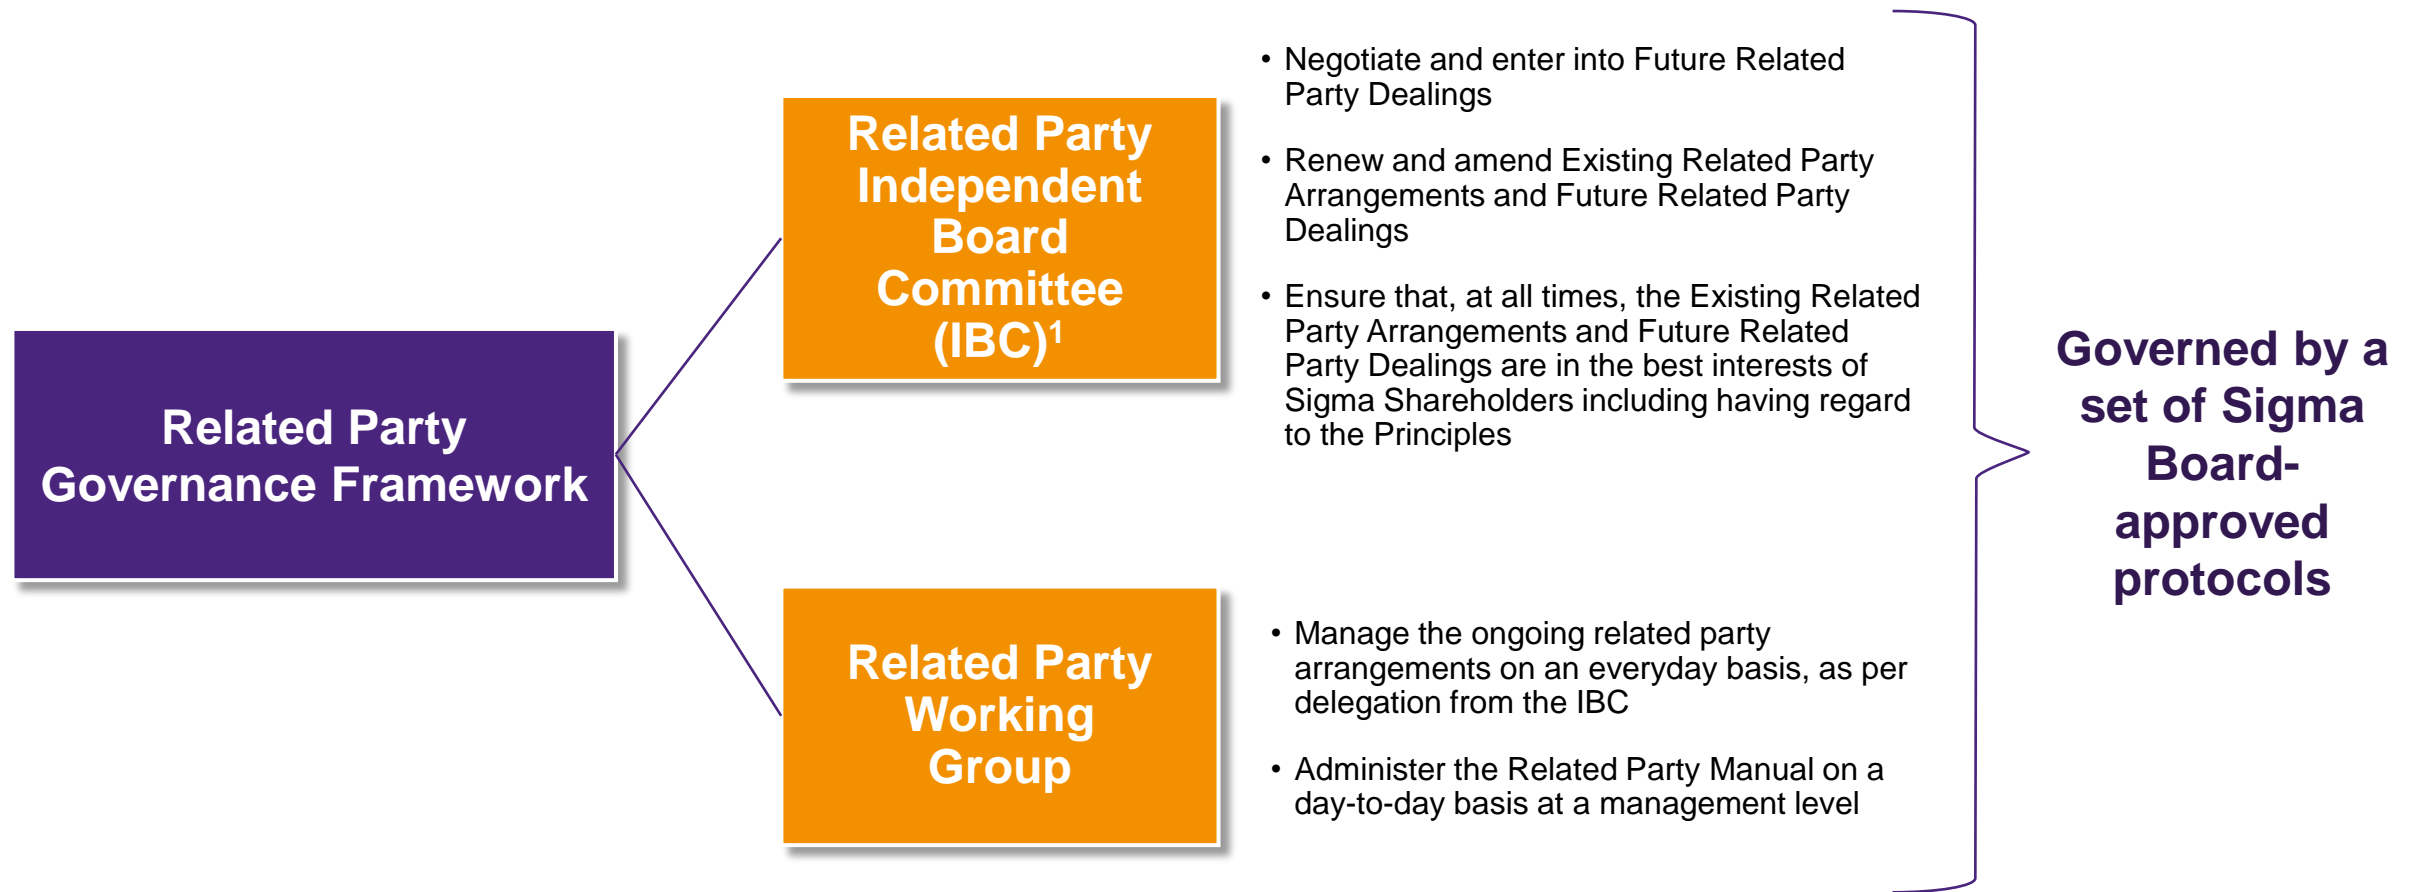 Related Party
Governance Framework
Related Party
Independent
Board
Committee
(IBC)¹
• Negotiate and enter into Future Related
Party Dealings
• Renew and amend Existing Related Party
Arrangements and Future Related Party
Dealings
• Ensure that, at all times, the Existing Related
Party Arrangements and Future Related
Party Dealings are in the best interests of
Sigma Shareholders including having regard
to the Principles
Related Party
Working
Group
• Manage the ongoing related party
arrangements on an everyday basis, as per
delegation from the IBC
• Administer the Related Party Manual on a
day-to-day basis at a management level
Governed by a
set of Sigma
Board-
approved
protocols